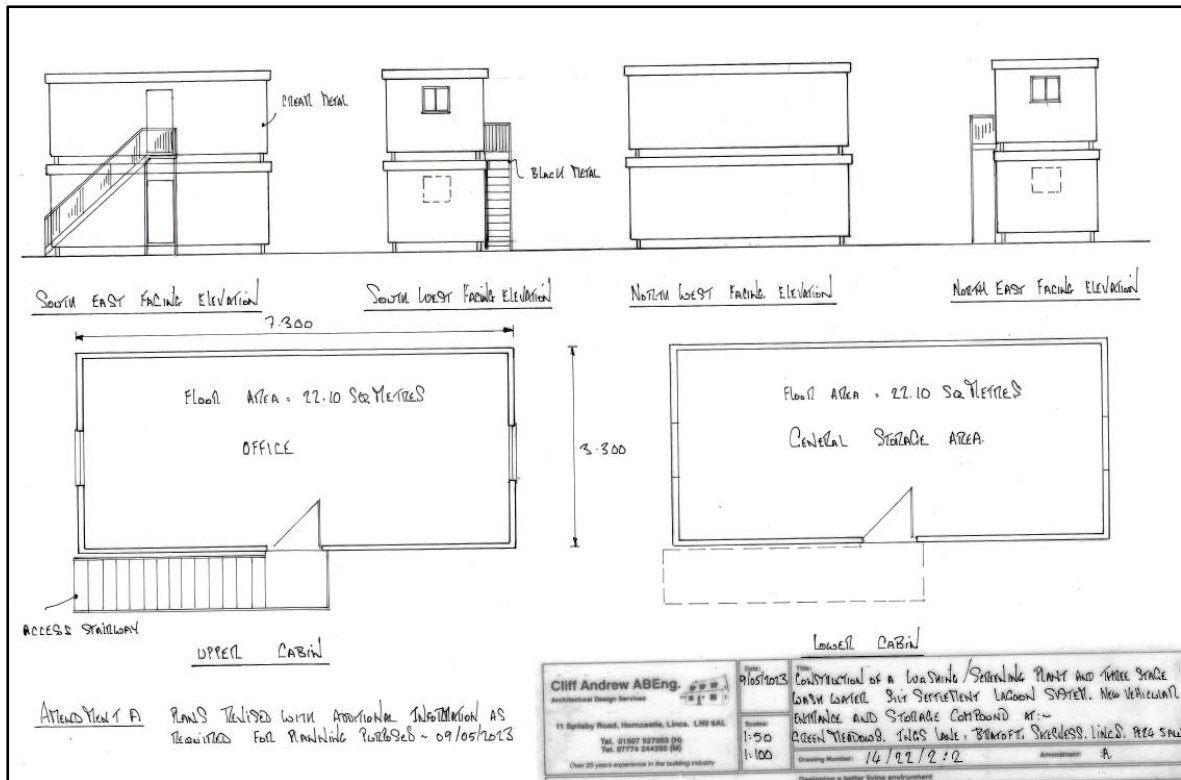 CREAM METAL
BLACK METAL
SOUTH EAST FACING ELEVATION
SOUTH WEST FACING ELEVATION
NORTH WEST FACING ELEVATION
NORTH EAST FACING ELEVATION
7.300
FLOOR AREA = 22.10 SQ METRES
OFFICE
3.300
FLOOR AREA = 22.10 SQ METRES
GENERAL STORAGE AREA.
ACCESS STAIRWAY
UPPER CABIN
LOWER CABIN
AMENDMENT A PLANS REVISED WITH ADDITIONAL INFORMATION AS
REQUIRED FOR PLANNING PURPOSES ~ 09/05/2023
Cliff Andrew ABEng.
Architectural Design Services
11 Spilsby Road, Horncastle, Lincs. LN9 6AL
Tel. 01507 527053 (H)
Tel. 07774 244350 (M)
Over 25 years experience in the building industry
Date:
9/05/2023
Scales:
1:50
1:100
Title:
CONSTRUCTION OF A WASHING/SCREENING PLANT AND THREE STAGE
WASH WATER SILT SETTLEMENT LAGOON SYSTEM. NEW VEHICULAR
ENTRANCE AND STORAGE COMPOUND AT:~
GREEN MEADOWS. INGS LANE. BRATOFT. SKEGNESS. LINCS. PE24
Drawing Number: 14/22/2:2
Amendment: A
Designing a better living environment